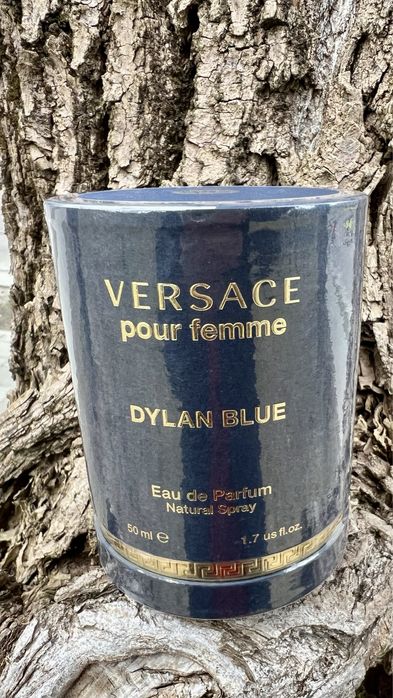 VERSACE
pour femme
DYLAN BLUE
Eau de Parfum
Natural Spray
50 ml ℮ 1.7 us fl.oz.